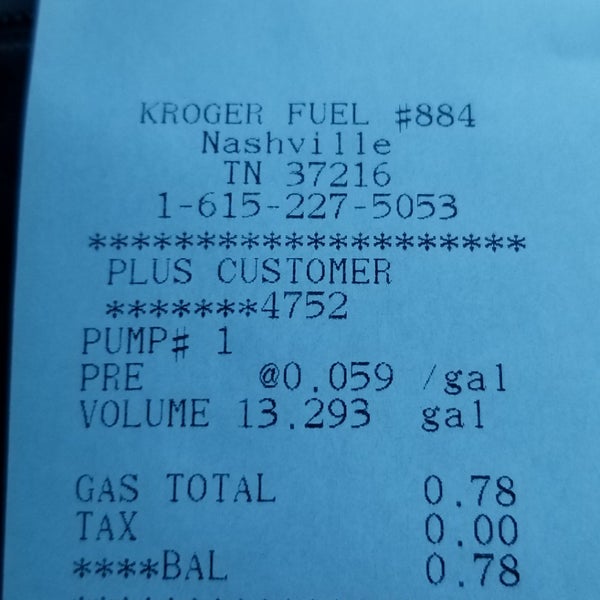 KROGER FUEL #884
Nashville
TN 37216
1-615-227-5053
********************
PLUS CUSTOMER
*******4752
PUMP# 1
PRE @0.059 /gal
VOLUME 13.293 gal
GAS TOTAL 0.78
TAX 0.00
****BAL 0.78